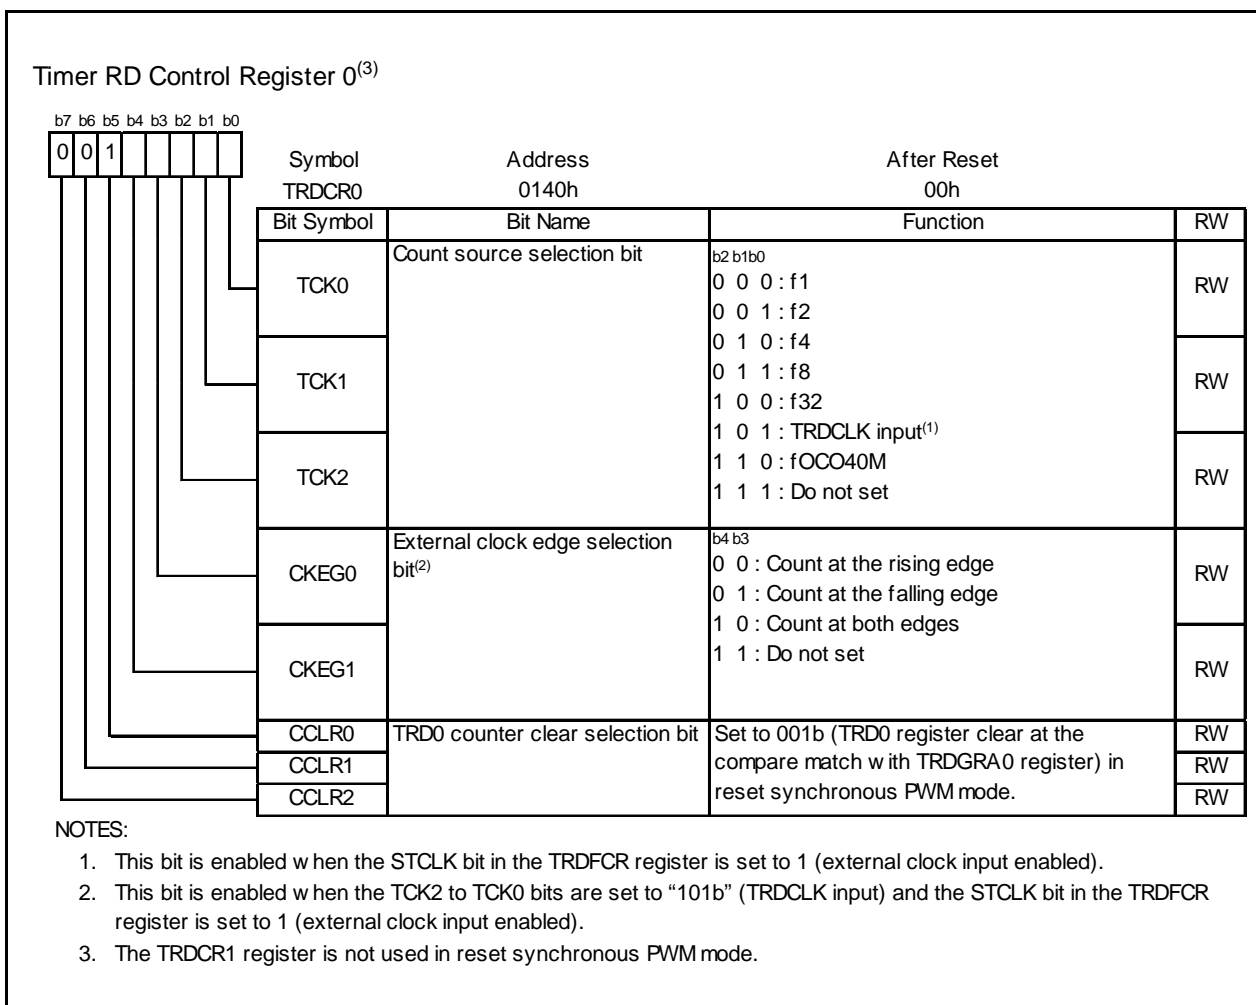 Timer RD Control Register 0(3)
b7 b6 b5 b4 b3 b2 b1 b0
0 0 1
Symbol Address After Reset
TRDCR0 0140h 00h
Bit Symbol Bit Name Function RW
TCK0 Count source selection bit b2 b1b0 RW
0 0 0 : f1
0 0 1 : f2
0 1 0 : f4
TCK1 0 1 1 : f8 RW
1 0 0 : f32
1 0 1 : TRDCLK input(1)
TCK2 1 1 0 : fOCO40M RW
1 1 1 : Do not set
CKEG0 External clock edge selection b4 b3 RW
bit(2) 0 0 : Count at the rising edge
0 1 : Count at the falling edge
1 0 : Count at both edges
CKEG1 1 1 : Do not set RW
CCLR0 TRD0 counter clear selection bit Set to 001b (TRD0 register clear at the RW
CCLR1 compare match with TRDGRA0 register) in RW
CCLR2 reset synchronous PWM mode. RW
NOTES:
1. This bit is enabled when the STCLK bit in the TRDFCR register is set to 1 (external clock input enabled).
2. This bit is enabled when the TCK2 to TCK0 bits are set to “101b” (TRDCLK input) and the STCLK bit in the TRDFCR
register is set to 1 (external clock input enabled).
3. The TRDCR1 register is not used in reset synchronous PWM mode.